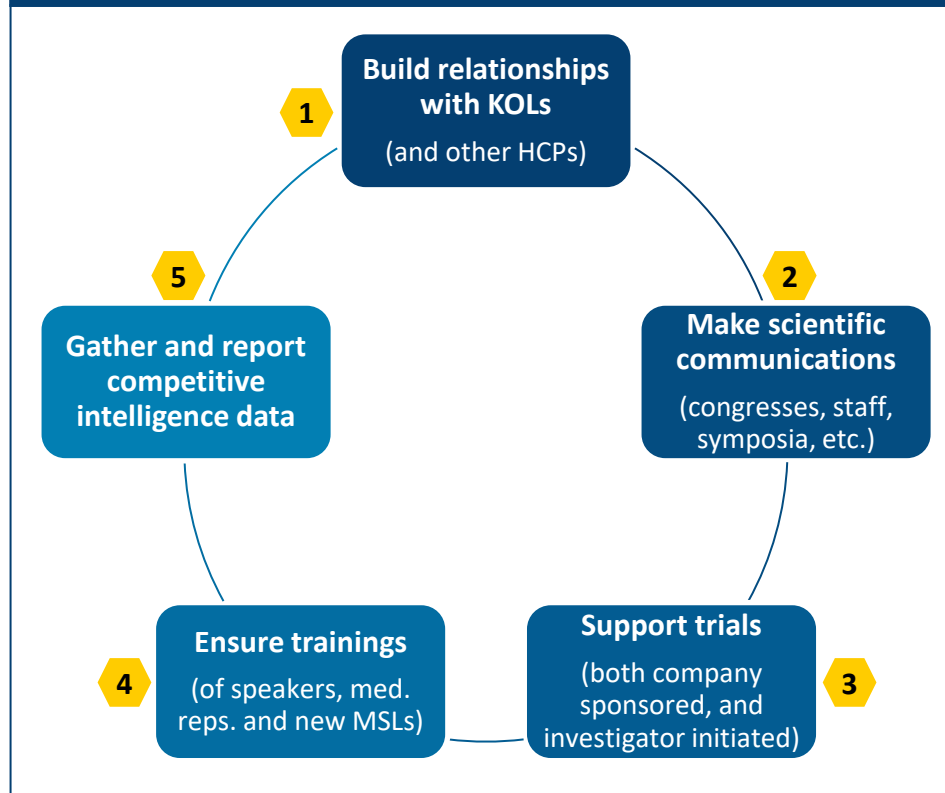 1
Build relationships
with KOLs
(and other HCPs)
2
Make scientific
communications
(congresses, staff,
symposia, etc.)
3
Support trials
(both company
sponsored, and
investigator initiated)
4
Ensure trainings
(of speakers, med.
reps. and new MSLs)
5
Gather and report
competitive
intelligence data